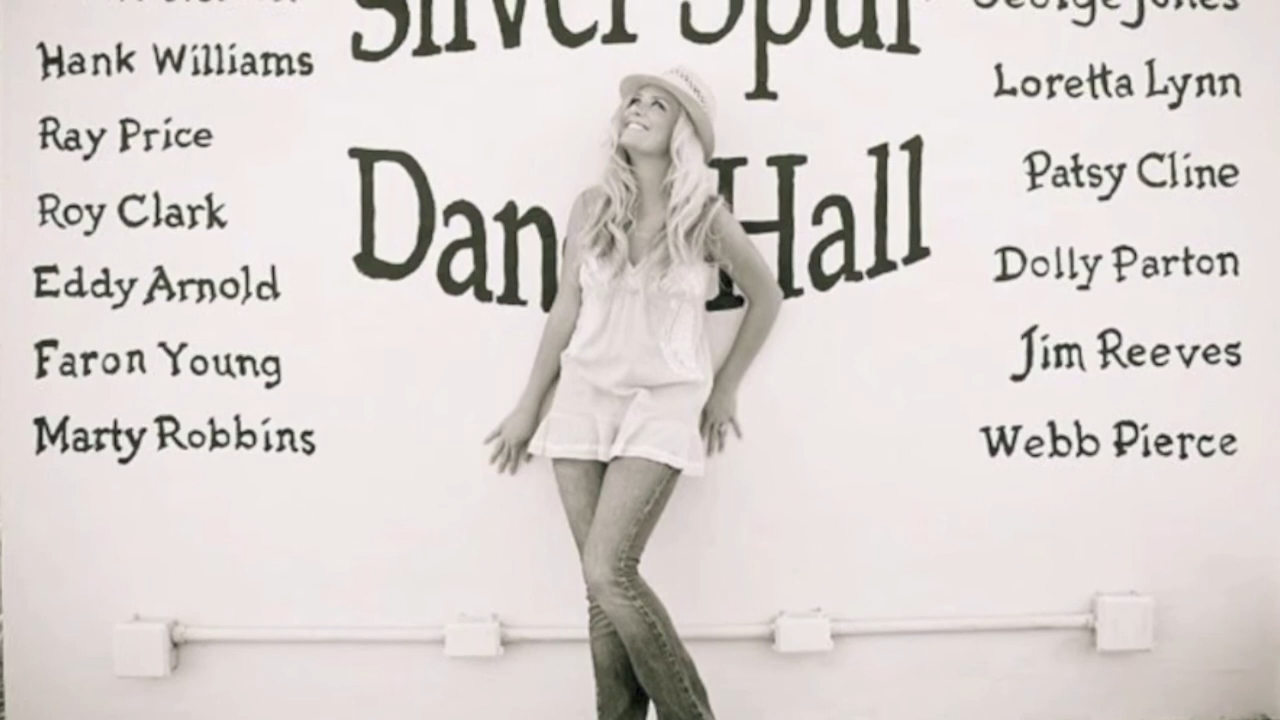 Silver Spur
Dan Hall
Hank Williams
Ray Price
Roy Clark
Eddy Arnold
Faron Young
Marty Robbins
George Jones
Loretta Lynn
Patsy Cline
Dolly Parton
Jim Reeves
Webb Pierce